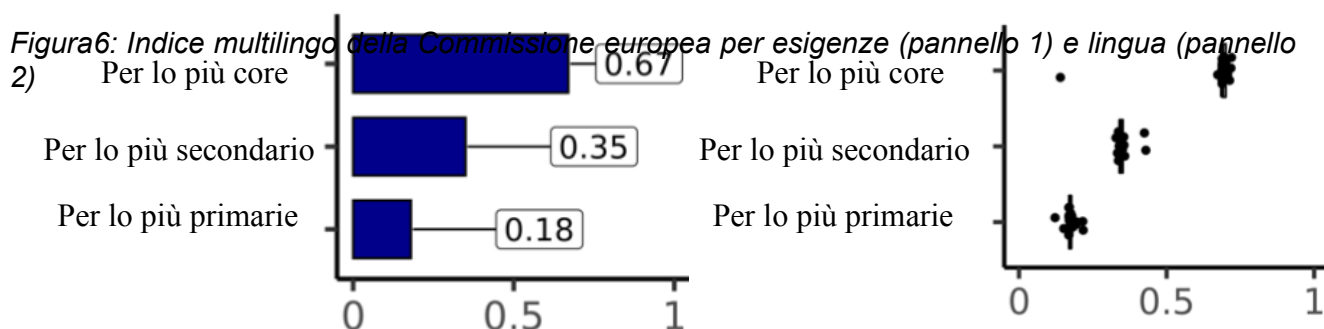 Figura6: Indice multilingo della Commissione europea per esigenze (pannello 1) e lingua (pannello
2)
Per lo più core
0.67
Per lo più core
Per lo più secondario
0.35
Per lo più secondario
Per lo più primarie
0.18
Per lo più primarie
0
0.5
1
0
0.5
1